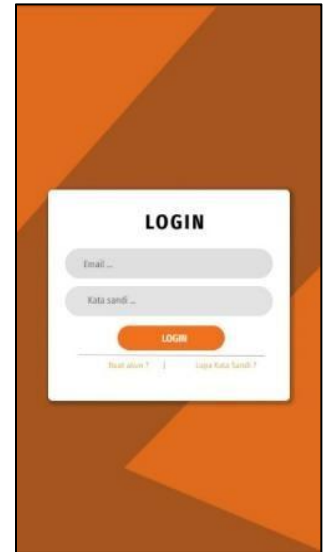 LOGIN
Email ...
Kata sandi ...
LOGIN
Buat akun ? | Lupa Kata Sandi ?